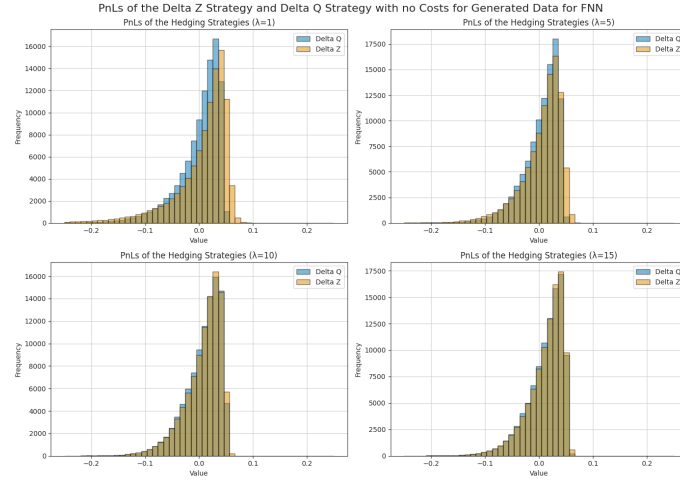 PnLs of the Delta Z Strategy and Delta Q Strategy with no Costs for Generated Data for FNN
PnLs of the Hedging Strategies (λ=1)
Delta Q
Delta Z
16000
14000
12000
10000
8000
6000
4000
2000
0
Frequency
−0.2
−0.1
0.0
0.1
0.2
Value
PnLs of the Hedging Strategies (λ=5)
Delta Q
Delta Z
17500
15000
12500
10000
7500
5000
2500
0
Frequency
−0.2
−0.1
0.0
0.1
0.2
Value
PnLs of the Hedging Strategies (λ=10)
Delta Q
Delta Z
16000
14000
12000
10000
8000
6000
4000
2000
0
Frequency
−0.2
−0.1
0.0
0.1
0.2
Value
PnLs of the Hedging Strategies (λ=15)
Delta Q
Delta Z
17500
15000
12500
10000
7500
5000
2500
0
Frequency
−0.2
−0.1
0.0
0.1
0.2
Value